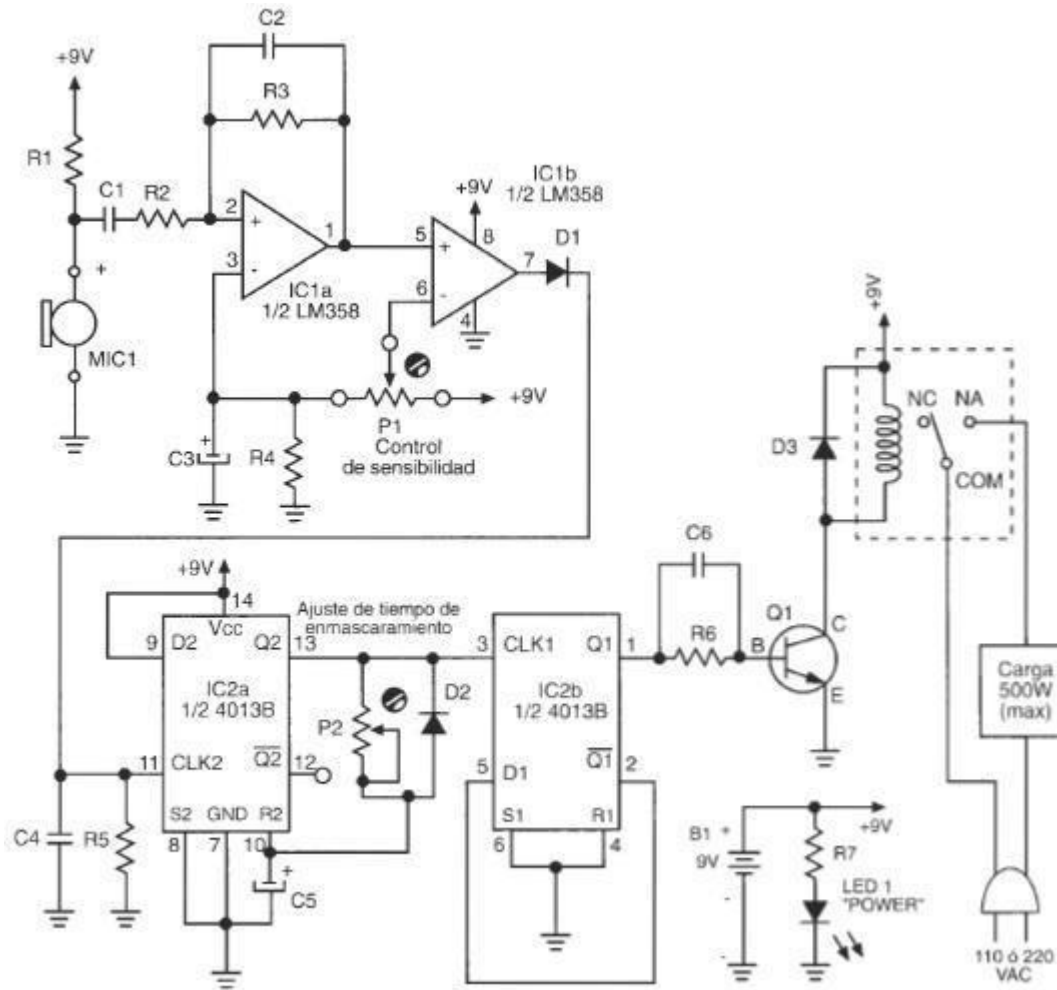 C2
+9V
R3
R1
C1
R2
2
+
1
3
-
IC1a
1/2 LM358
+
MIC1
IC1b
1/2 LM358
+9V
8
5
+
6
-
4
7
D1
+9V
P1
Control
de sensibilidad
+
C3
R4
+9V
D3
NC
NA
COM
C6
R6
Q1
B
C
E
Carga
500W
(max)
+9V
14
Vcc
9
D2
Q2
13
Ajuste de tiempo de
enmascaramiento
IC2a
1/2 4013B
11
CLK2
Q2
12
S2
GND
R2
8
7
10
C4
R5
+
C5
P2
D2
3
CLK1
Q1
1
IC2b
1/2 4013B
5
D1
Q1
2
S1
R1
6
4
B1
+
9V
-
-
+9V
R7
LED 1
"POWER"
110 ó 220
VAC